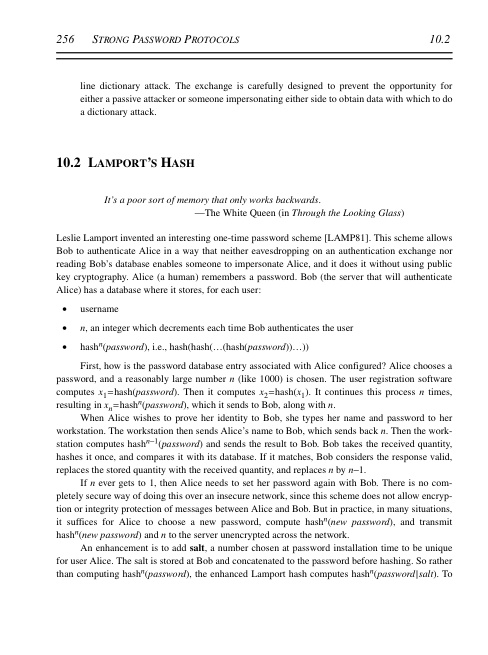 256 STRONG PASSWORD PROTOCOLS 10.2
line dictionary attack. The exchange is carefully designed to prevent the opportunity for
either a passive attacker or someone impersonating either side to obtain data with which to do
a dictionary attack.
10.2 LAMPORT'S HASH
It's a poor sort of memory that only works backwards.
—The White Queen (in Through the Looking Glass)
Leslie Lamport invented an interesting one-time password scheme [LAMP81]. This scheme allows
Bob to authenticate Alice in a way that neither eavesdropping on an authentication exchange nor
reading Bob's database enables someone to impersonate Alice, and it does it without using public
key cryptography. Alice (a human) remembers a password. Bob (the server that will authenticate
Alice) has a database where it stores, for each user:
• username
• n, an integer which decrements each time Bob authenticates the user
• hashⁿ(password), i.e., hash(hash(…(hash(password))…))
First, how is the password database entry associated with Alice configured? Alice chooses a
password, and a reasonably large number n (like 1000) is chosen. The user registration software
computes x₁=hash(password). Then it computes x₂=hash(x₁). It continues this process n times,
resulting in xₙ=hashⁿ(password), which it sends to Bob, along with n.
When Alice wishes to prove her identity to Bob, she types her name and password to her
workstation. The workstation then sends Alice's name to Bob, which sends back n. Then the work-
station computes hashⁿ⁻¹(password) and sends the result to Bob. Bob takes the received quantity,
hashes it once, and compares it with its database. If it matches, Bob considers the response valid,
replaces the stored quantity with the received quantity, and replaces n by n–1.
If n ever gets to 1, then Alice needs to set her password again with Bob. There is no com-
pletely secure way of doing this over an insecure network, since this scheme does not allow encryp-
tion or integrity protection of messages between Alice and Bob. But in practice, in many situations,
it suffices for Alice to choose a new password, compute hashⁿ(new password), and transmit
hashⁿ(new password) and n to the server unencrypted across the network.
An enhancement is to add salt, a number chosen at password installation time to be unique
for user Alice. The salt is stored at Bob and concatenated to the password before hashing. So rather
than computing hashⁿ(password), the enhanced Lamport hash computes hashⁿ(password|salt). To